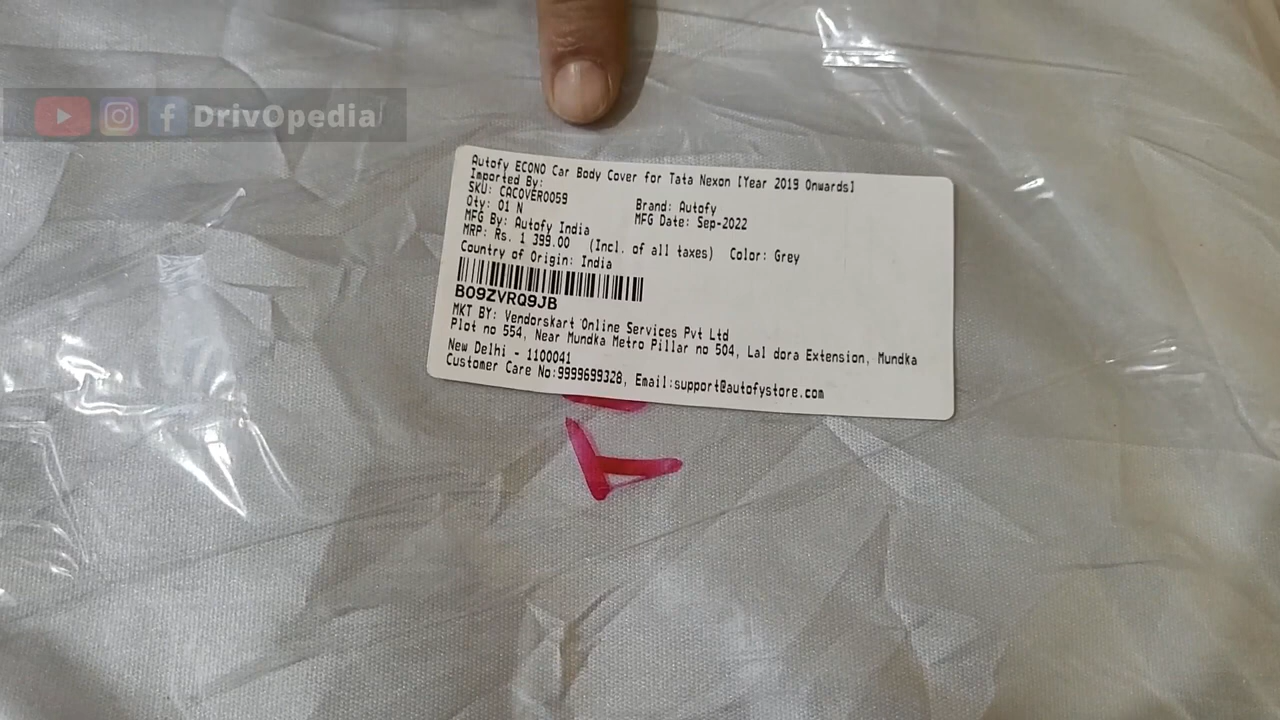 DrivOpedia
Autofy ECONO Car Body Cover for Tata Nexon [Year 2019 Onwards]
Imported By:
SKU: CACOVER0059 Brand: Autofy
Qty: 01 N MFG Date: Sep-2022
MFG By: Autofy India
MRP: Rs. 1 399.00 (Incl. of all taxes) Color: Grey
Country of Origin: India
B09ZVRQ9JB
MKT BY: Vendorskart Online Services Pvt Ltd
Plot no 554, Near Mundka Metro Pillar no 504, Lal dora Extension, Mundka
New Delhi - 1100041
Customer Care No:9999699328, Email:support@autofystore.com